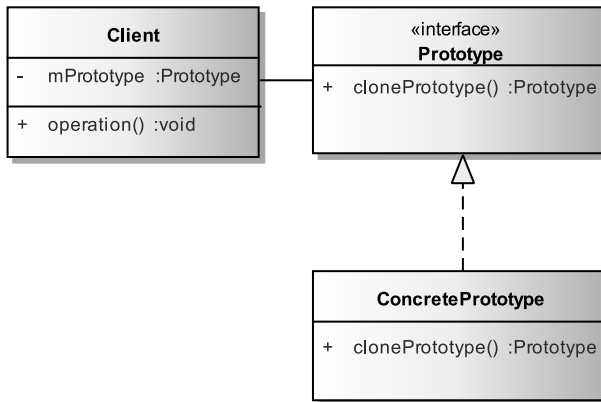 Client
- mPrototype :Prototype
+ operation() :void
«interface»
Prototype
+ clonePrototype() :Prototype
ConcretePrototype
+ clonePrototype() :Prototype